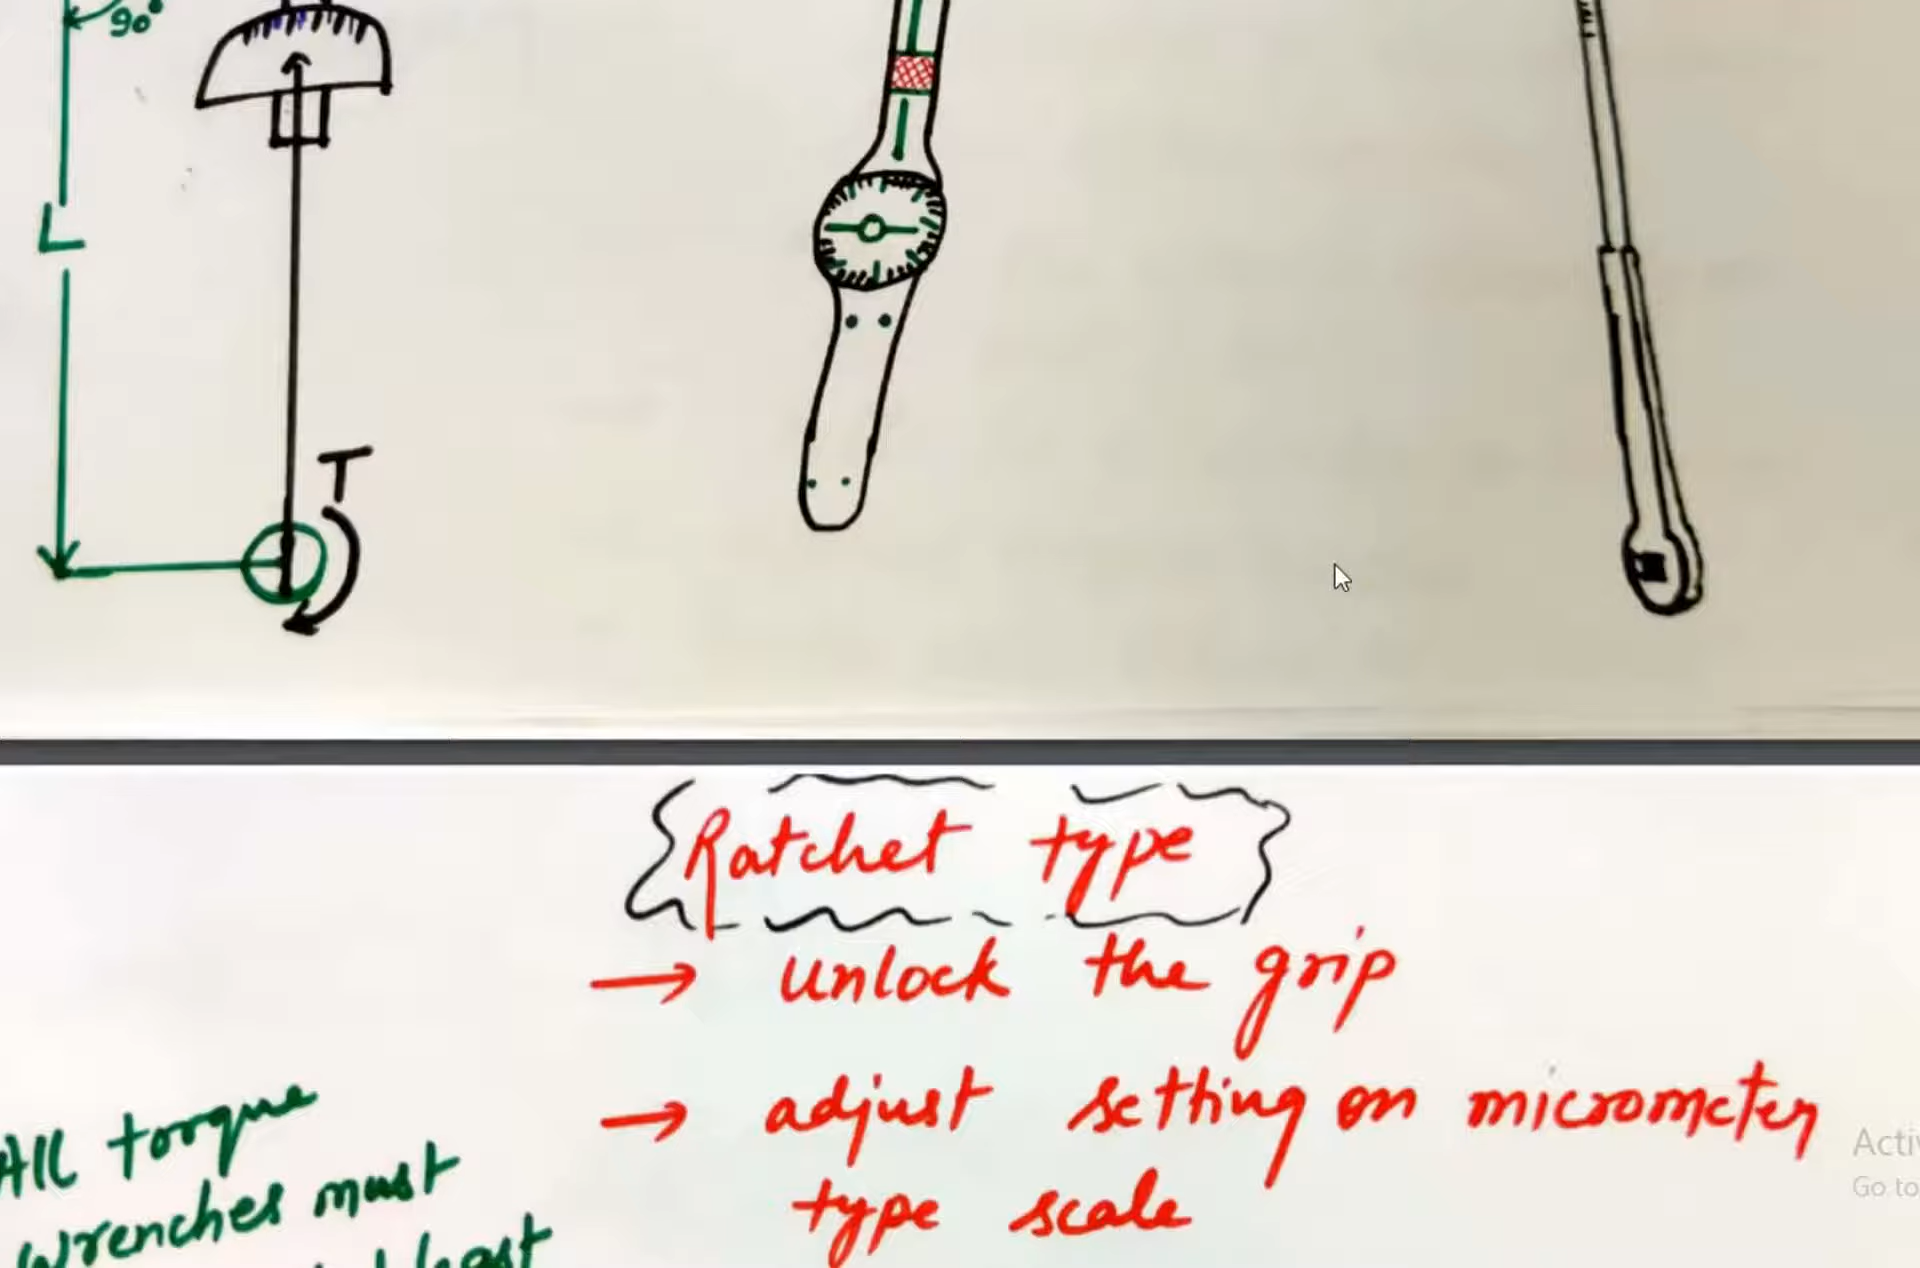 90°
L
T
Ratchet type
→ unlock the grip
→ adjust setting on micrometer
type scale
All torque
wrenches must
least
Acti
Go to